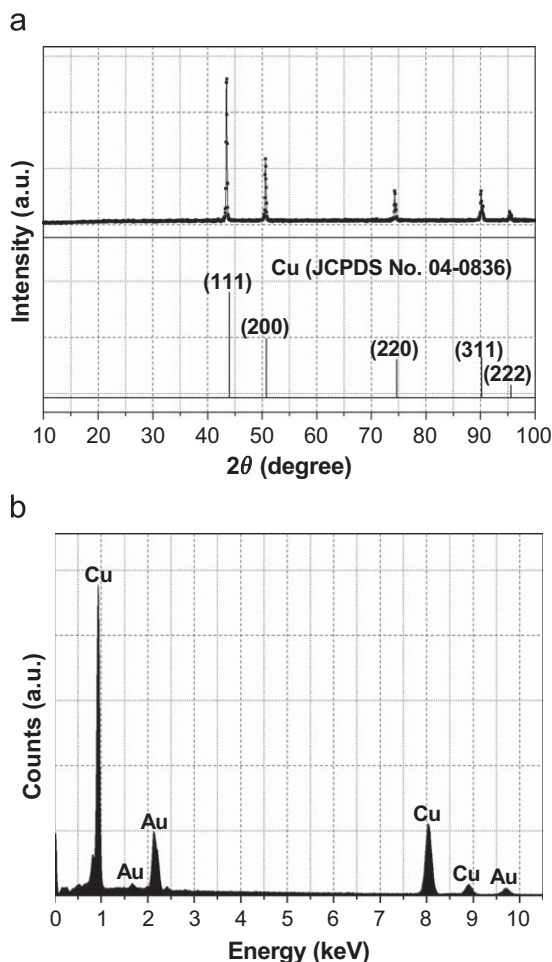 a
Intensity (a.u.)
Cu (JCPDS No. 04-0836)
(111)
(200)
(220)
(311)
(222)
10 20 30 40 50 60 70 80 90 100
2θ (degree)
b
Counts (a.u.)
Cu
Au
Au
Cu
Cu
Au
0 1 2 3 4 5 6 7 8 9 10
Energy (keV)